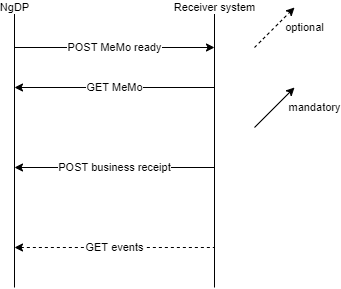 NgDP
Receiver system
optional
POST MeMo ready
GET MeMo
mandatory
POST business receipt
GET events